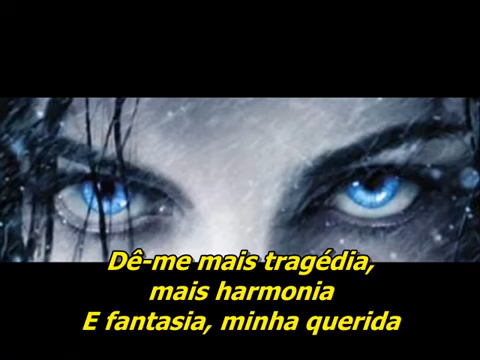 Dê-me mais tragédia,
mais harmonia
E fantasia, minha querida